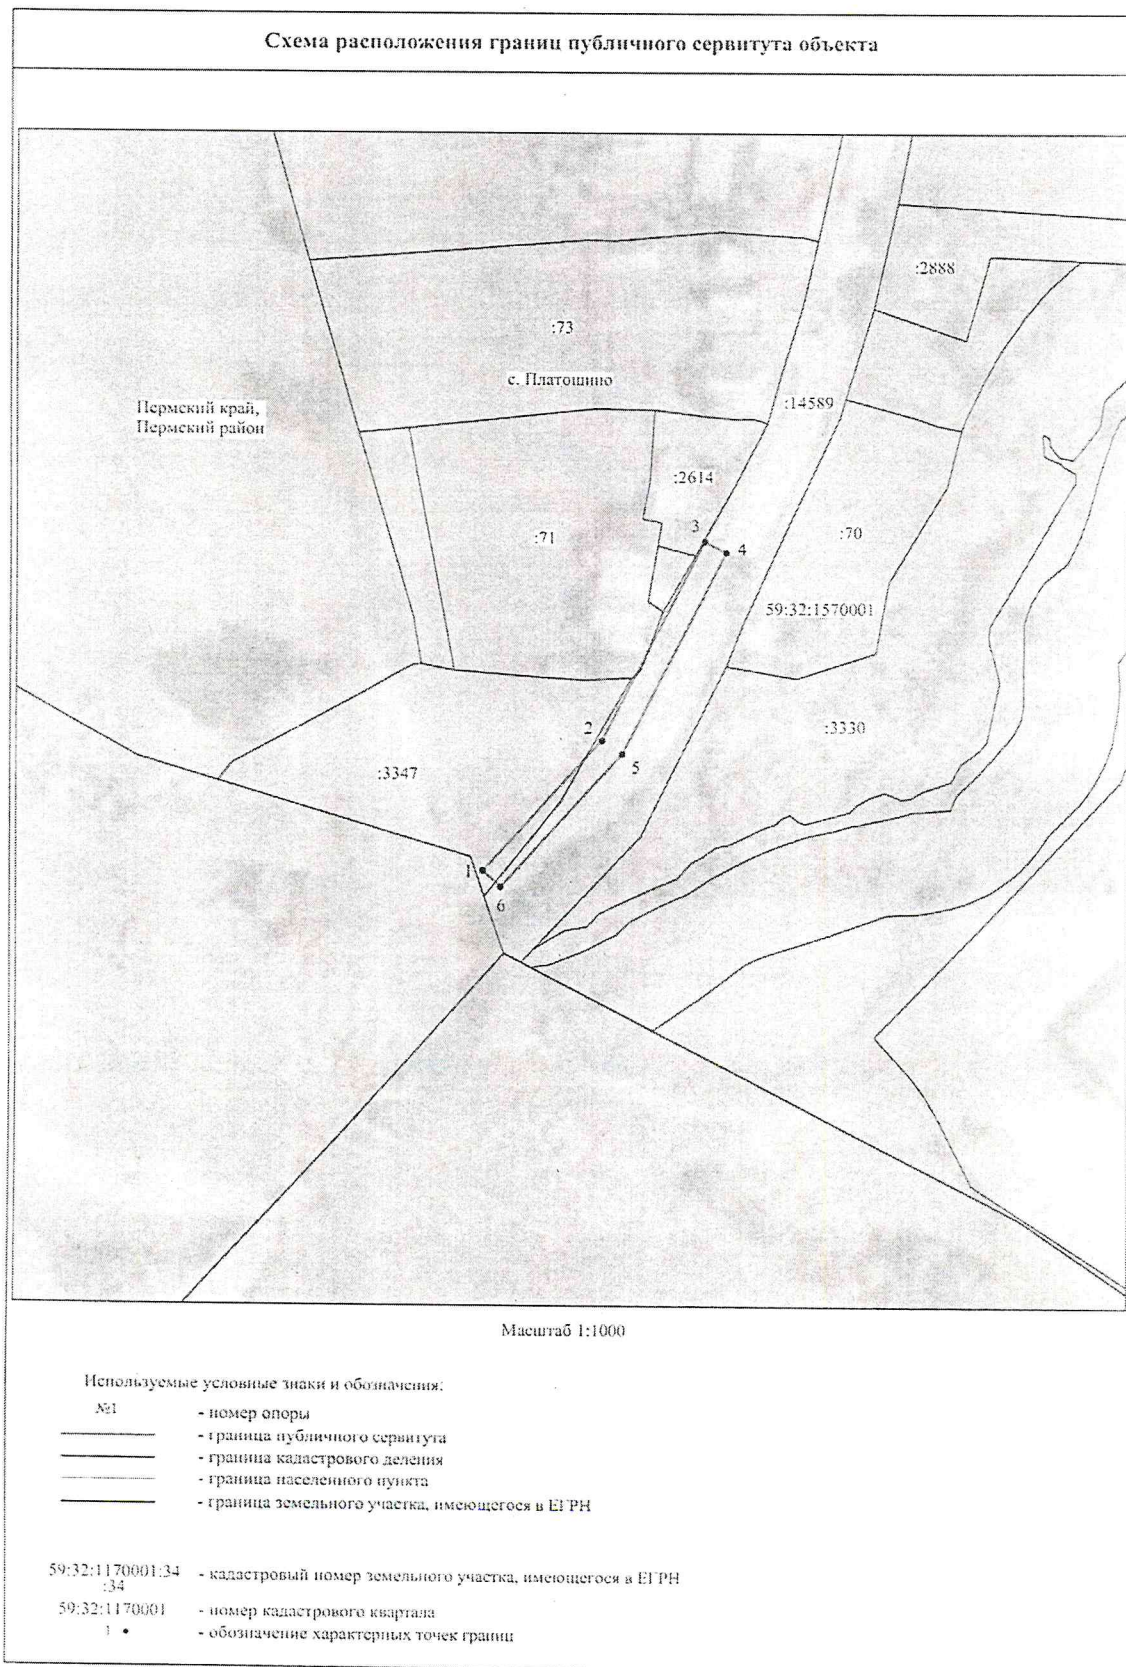 Схема расположения границ публичного сервитута объекта
:2888
:73
с. Платошино
:14589
Пермский край,
Пермский район
:2614
3
:71
4
:70
59:32:1570001
2
:3330
5
:3347
1
6
Масштаб 1:1000
Используемые условные знаки и обозначения:
№1 - номер опоры
- граница публичного сервитута
- граница кадастрового деления
- граница населенного пункта
- граница земельного участка, имеющегося в ЕГРН
59:32:1170001:34
:34
- кадастровый номер земельного участка, имеющегося в ЕГРН
59:32:1170001 - номер кадастрового квартала
1 • - обозначение характерных точек границ